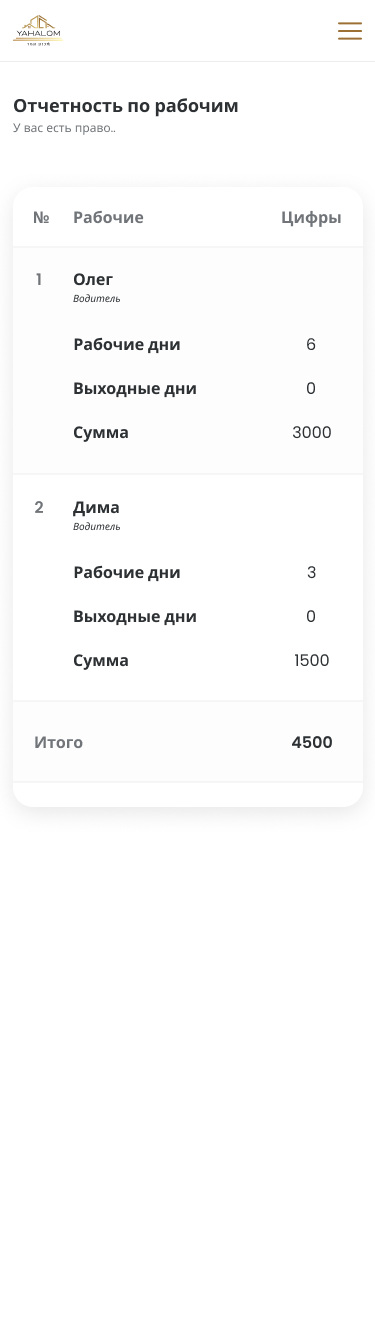 YAHALOM
Отчетность по рабочим
У вас есть право..
№ Рабочие Цифры
1 Олег
Водитель
Рабочие дни 6
Выходные дни 0
Сумма 3000
2 Дима
Водитель
Рабочие дни 3
Выходные дни 0
Сумма 1500
Итого 4500